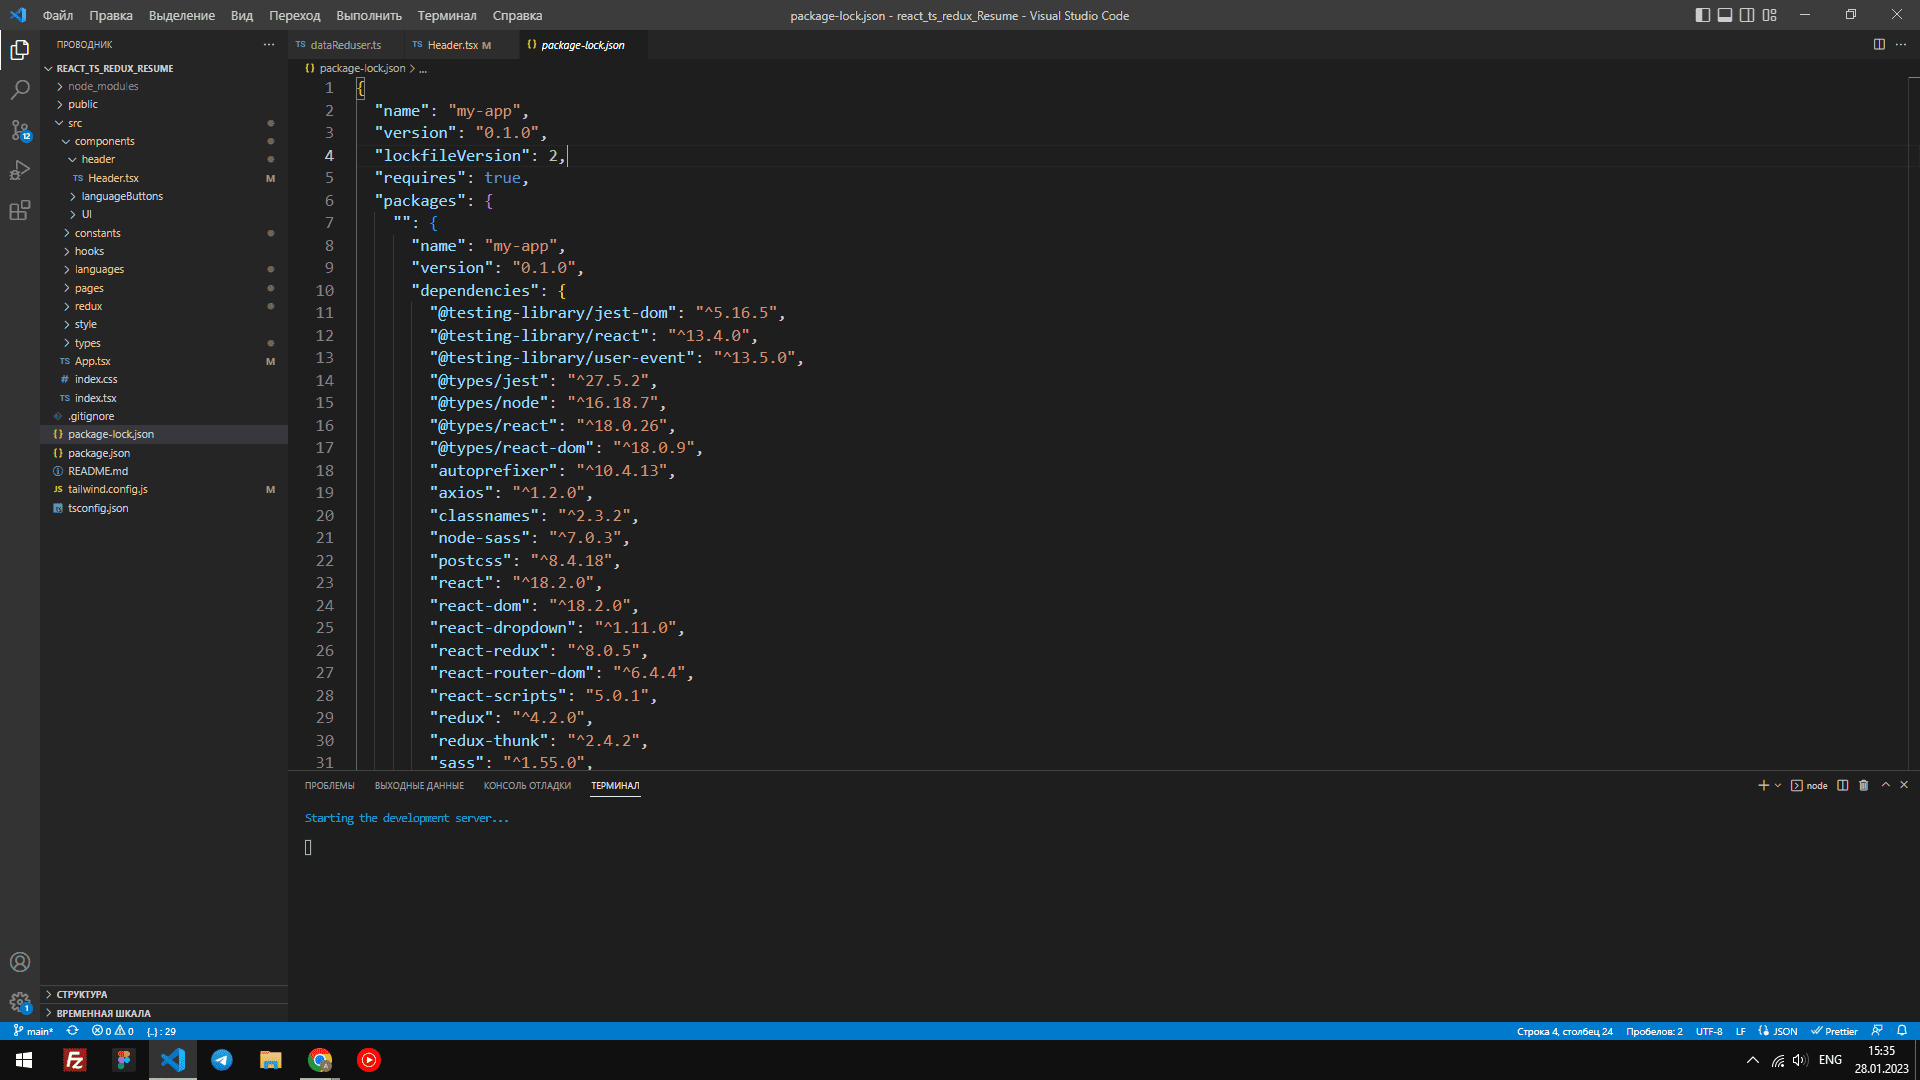 Файл Правка Выделение Вид Переход Выполнить Терминал Справка
package-lock.json - react_ts_redux_Resume - Visual Studio Code
ПРОВОДНИК
REACT_TS_REDUX_RESUME
node_modules
public
src
components
header
TS Header.tsx M
languageButtons
UI
constants
hooks
languages
pages
redux
style
types
TS App.tsx M
# index.css
TS index.tsx
.gitignore
{} package-lock.json
{} package.json
README.md
JS tailwind.config.js M
TS tsconfig.json
СТРУКТУРА
ВРЕМЕННАЯ ШКАЛА
12
1
TS dataReduser.ts TS Header.tsx M {} package-lock.json
{} package-lock.json > ...
1 {
2 "name": "my-app",
3 "version": "0.1.0",
4 "lockfileVersion": 2,
5 "requires": true,
6 "packages": {
7 "": {
8 "name": "my-app",
9 "version": "0.1.0",
10 "dependencies": {
11 "@testing-library/jest-dom": "^5.16.5",
12 "@testing-library/react": "^13.4.0",
13 "@testing-library/user-event": "^13.5.0",
14 "@types/jest": "^27.5.2",
15 "@types/node": "^16.18.7",
16 "@types/react": "^18.0.26",
17 "@types/react-dom": "^18.0.9",
18 "autoprefixer": "^10.4.13",
19 "axios": "^1.2.0",
20 "classnames": "^2.3.2",
21 "node-sass": "^7.0.3",
22 "postcss": "^8.4.18",
23 "react": "^18.2.0",
24 "react-dom": "^18.2.0",
25 "react-dropdown": "^1.11.0",
26 "react-redux": "^8.0.5",
27 "react-router-dom": "^6.4.4",
28 "react-scripts": "5.0.1",
29 "redux": "^4.2.0",
30 "redux-thunk": "^2.4.2",
31 "sass": "^1.55.0",
ПРОБЛЕМЫ ВЫХОДНЫЕ ДАННЫЕ КОНСОЛЬ ОТЛАДКИ ТЕРМИНАЛ
node
Starting the development server...
main* 0 0 {..} : 29
Строка 4, столбец 24 Пробелов: 2 UTF-8 LF {} JSON Prettier
ENG
15:35
28.01.2023